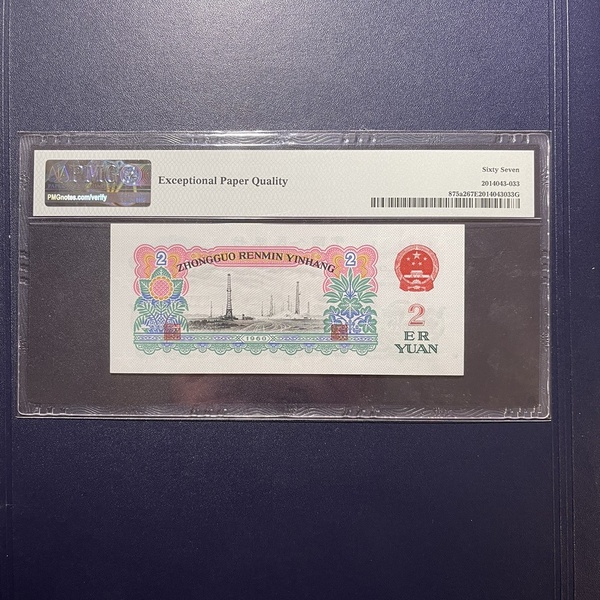 PMG
PMGnotes.com/verify
Exceptional Paper Quality
Sixty Seven
2014043-033
875a267E2014043033G
2
ZHONGGUO RENMIN YINHANG
2
1960
2
ER
YUAN